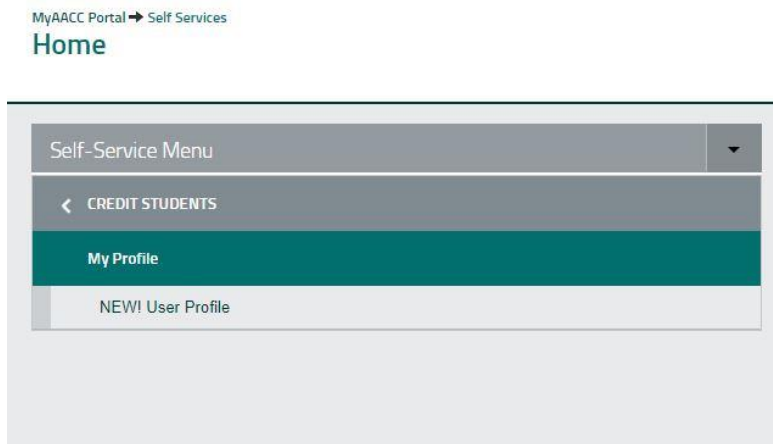 MyAACC Portal ➔ Self Services
Home
Self-Service Menu
CREDIT STUDENTS
My Profile
NEW! User Profile